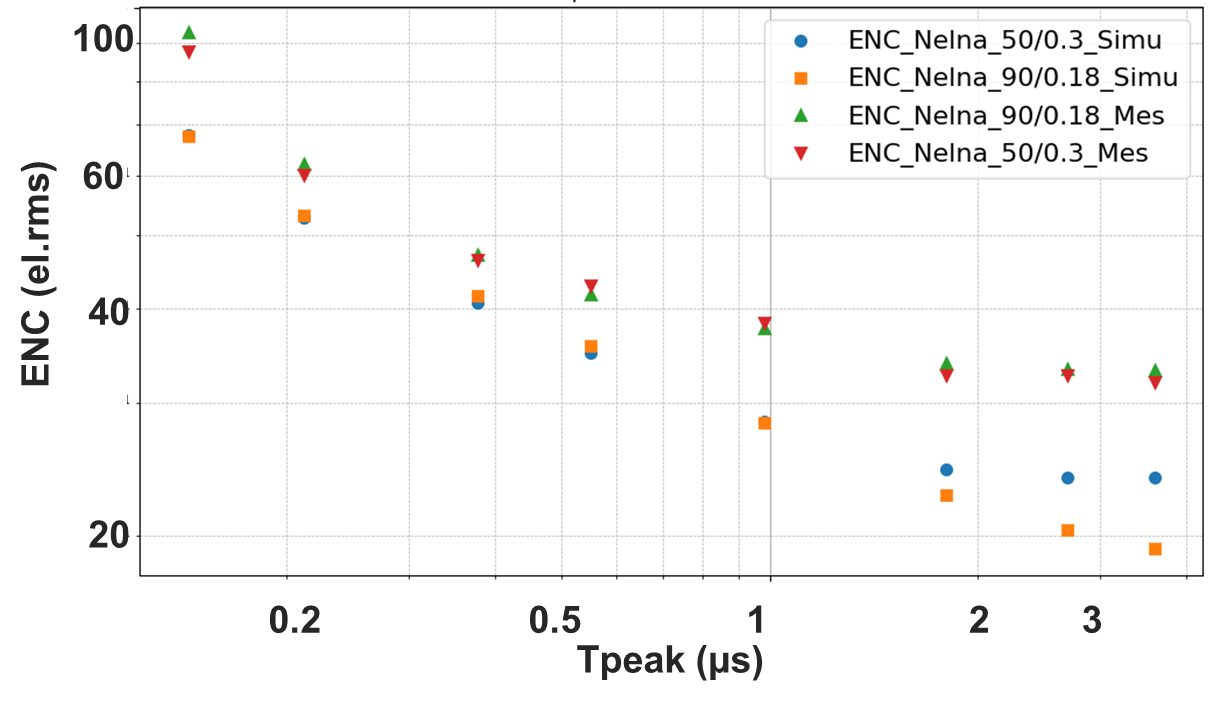 100
60
40
20
ENC (el.rms)
ENC_Nelna_50/0.3_Simu
ENC_Nelna_90/0.18_Simu
ENC_Nelna_90/0.18_Mes
ENC_Nelna_50/0.3_Mes
0.2 0.5 1 2 3
Tpeak (µs)